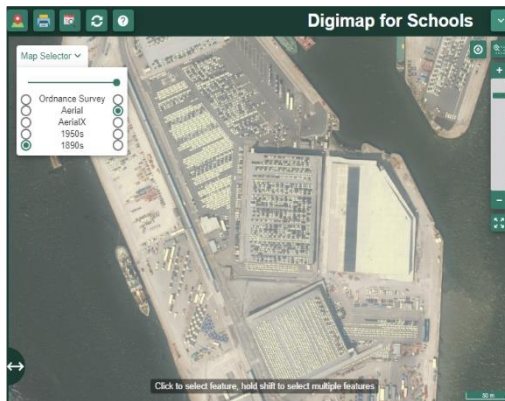 Digimap for Schools
Map Selector
Ordnance Survey
Aerial
AerialX
1950s
1890s
Click to select feature, hold shift to select multiple features
50 m